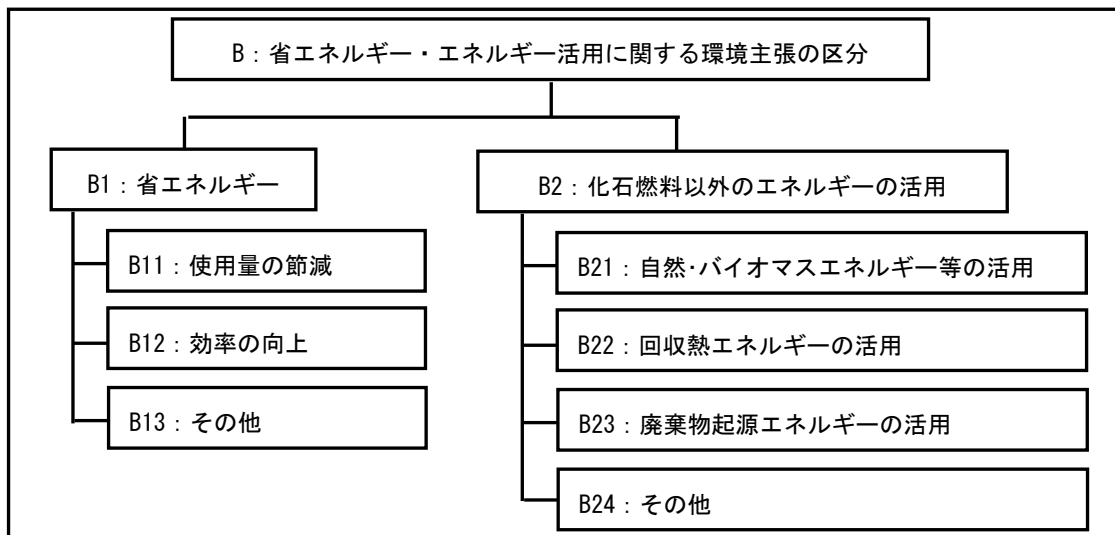 B：省エネルギー・エネルギー活用に関する環境主張の区分
B1：省エネルギー
B11：使用量の節減
B12：効率の向上
B13：その他
B2：化石燃料以外のエネルギーの活用
B21：自然・バイオマスエネルギー等の活用
B22：回収熱エネルギーの活用
B23：廃棄物起源エネルギーの活用
B24：その他